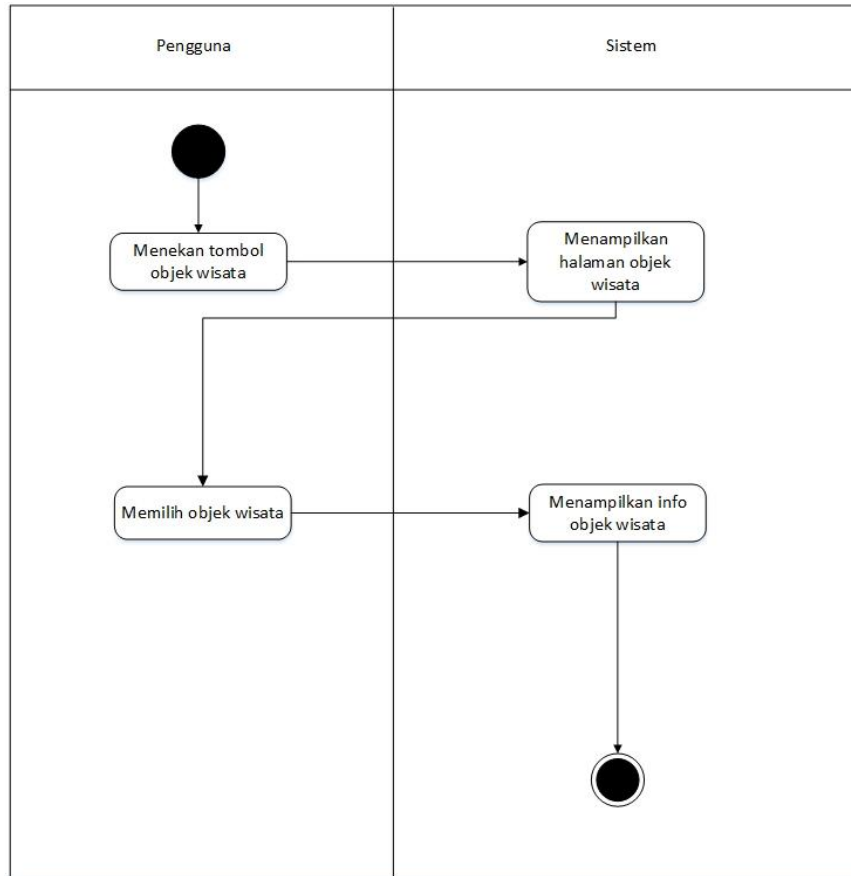 Pengguna
Sistem
Menekan tombol
objek wisata
Menampilkan
halaman objek
wisata
Memilih objek wisata
Menampilkan info
objek wisata